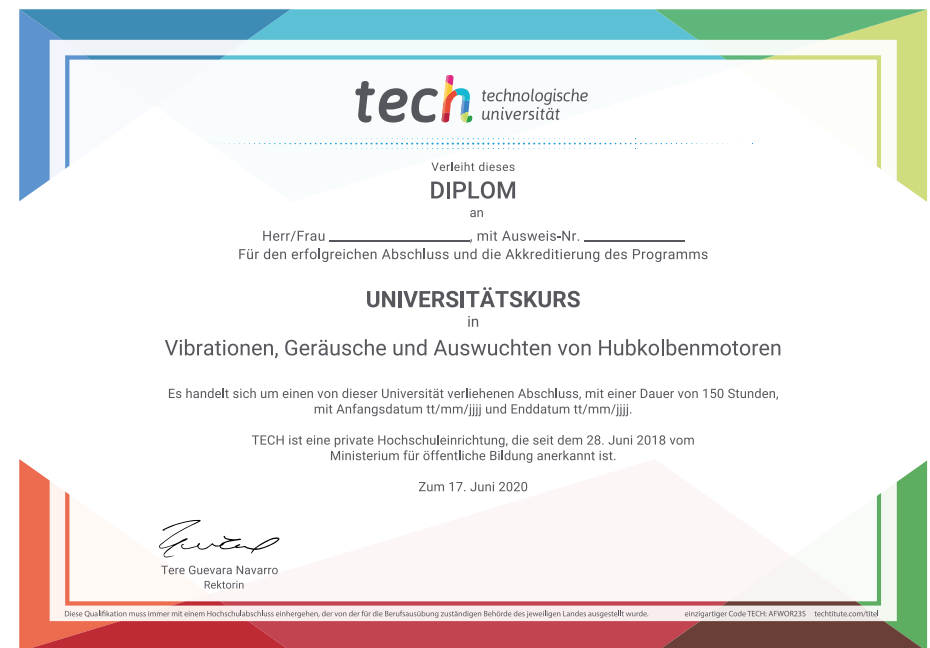 tech technologische
universität
Verleiht dieses
DIPLOM
an
Herr/Frau ____________________, mit Ausweis-Nr. ______________
Für den erfolgreichen Abschluss und die Akkreditierung des Programms
UNIVERSITÄTSKURS
in
Vibrationen, Geräusche und Auswuchten von Hubkolbenmotoren
Es handelt sich um einen von dieser Universität verliehenen Abschluss, mit einer Dauer von 150 Stunden,
mit Anfangsdatum tt/mm/jjjj und Enddatum tt/mm/jjjj.
TECH ist eine private Hochschuleinrichtung, die seit dem 28. Juni 2018 vom
Ministerium für öffentliche Bildung anerkannt ist.
Zum 17. Juni 2020
Tere Guevara Navarro
Rektorin
Diese Qualifikation muss immer mit einem Hochschulabschluss einhergehen, der von der für die Berufsausübung zuständigen Behörde des jeweiligen Landes ausgestellt wurde. einzigartiger Code TECH: AFWOR23S techtitute.com/titel